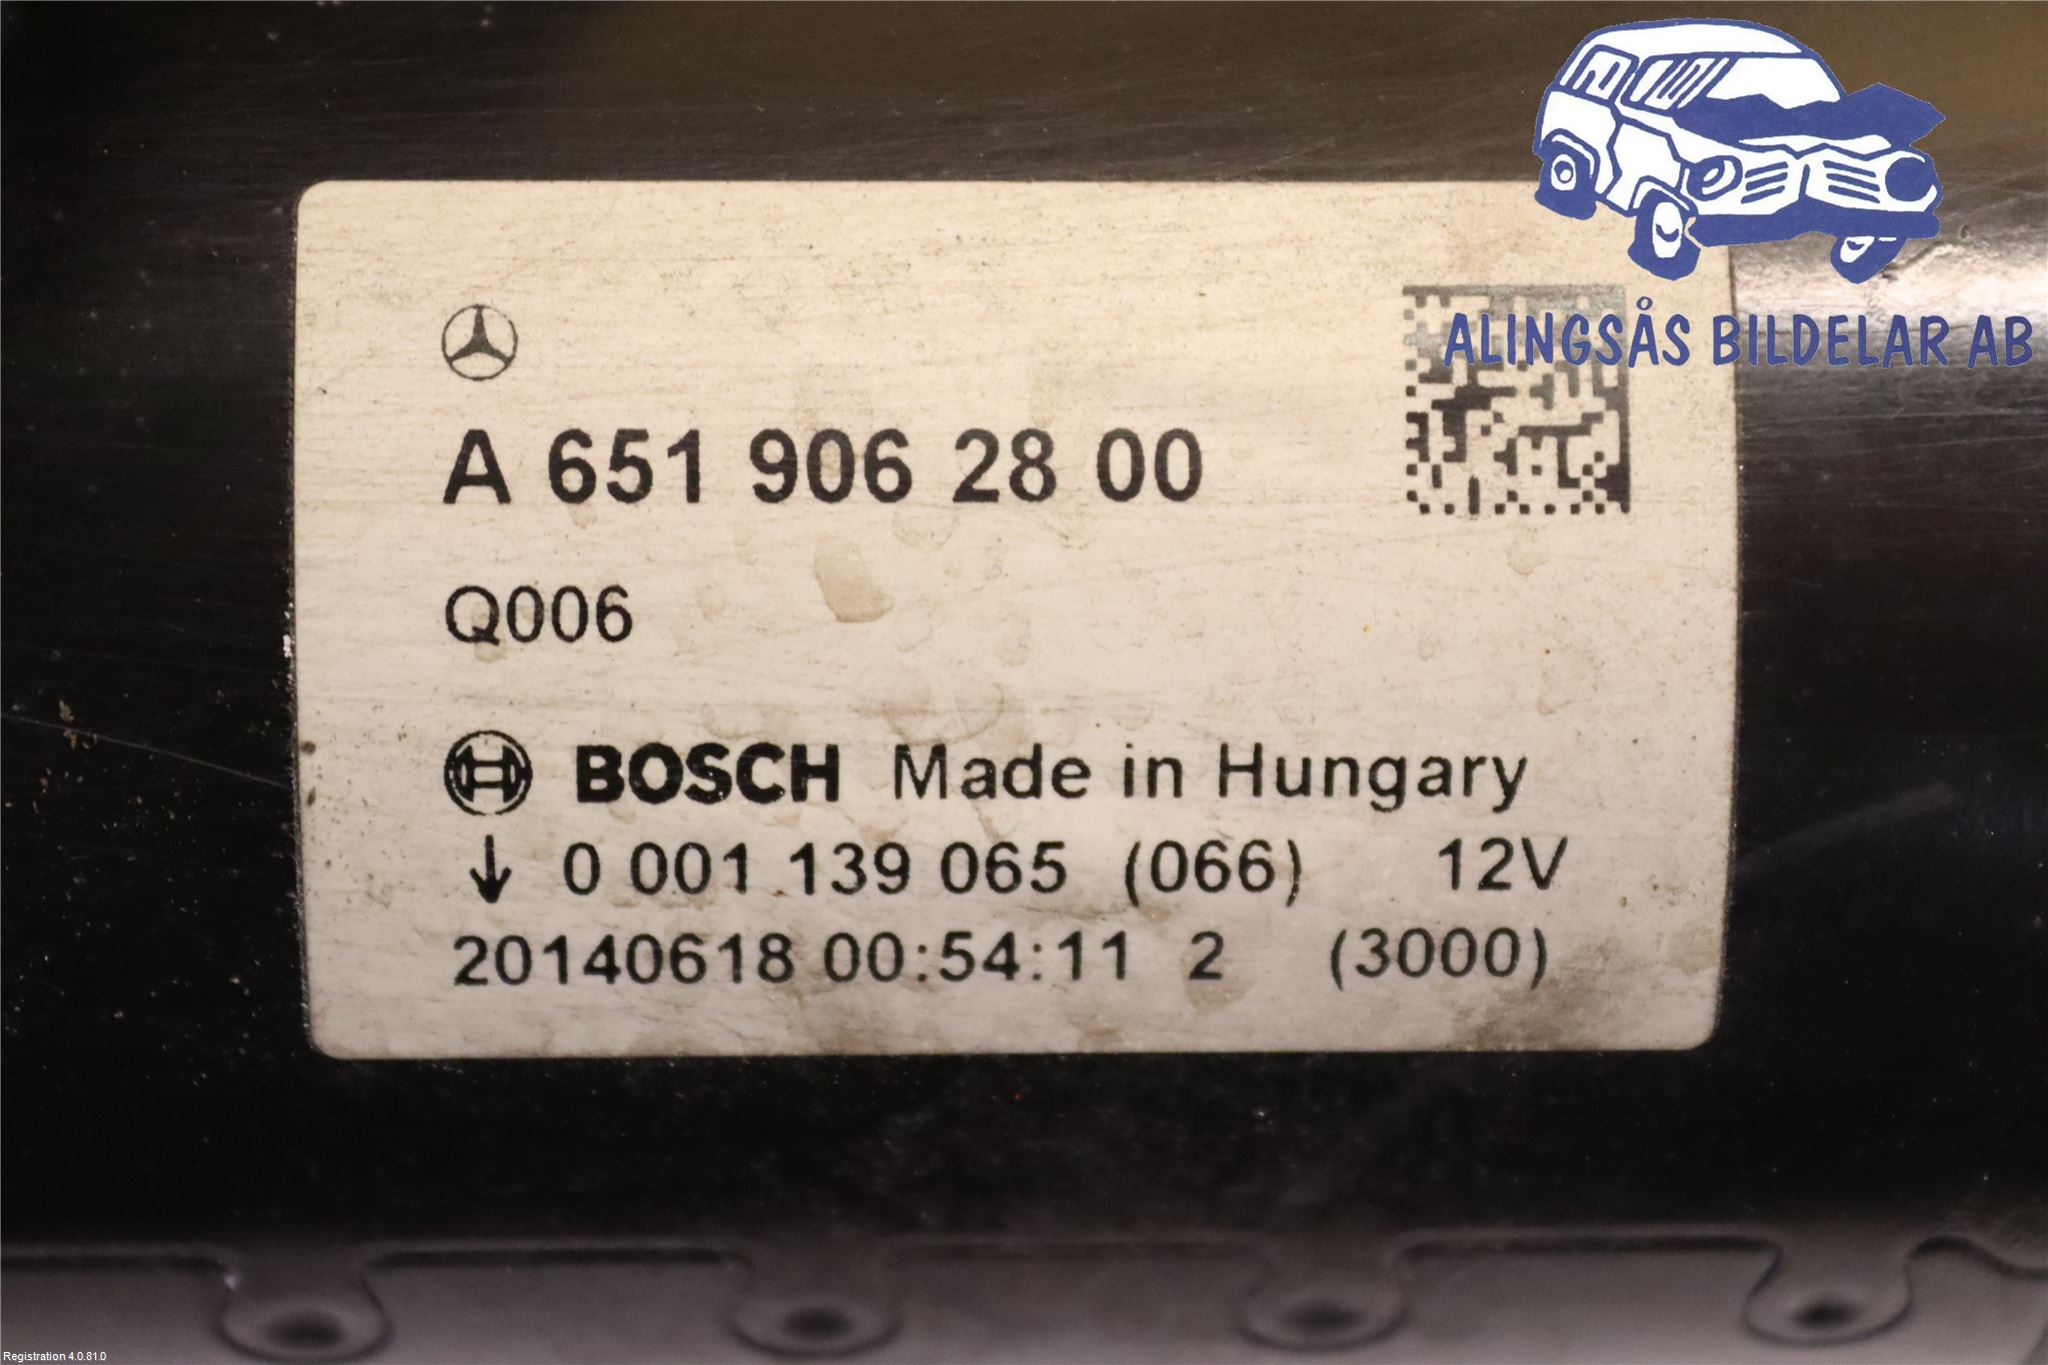 ALINGSÅS BILDELAR AB
A 651 906 28 00
Q006
BOSCH Made in Hungary
↓ 0 001 139 065 (066) 12V
20140618 00:54:11 2 (3000)
Registration 4.0.81.0